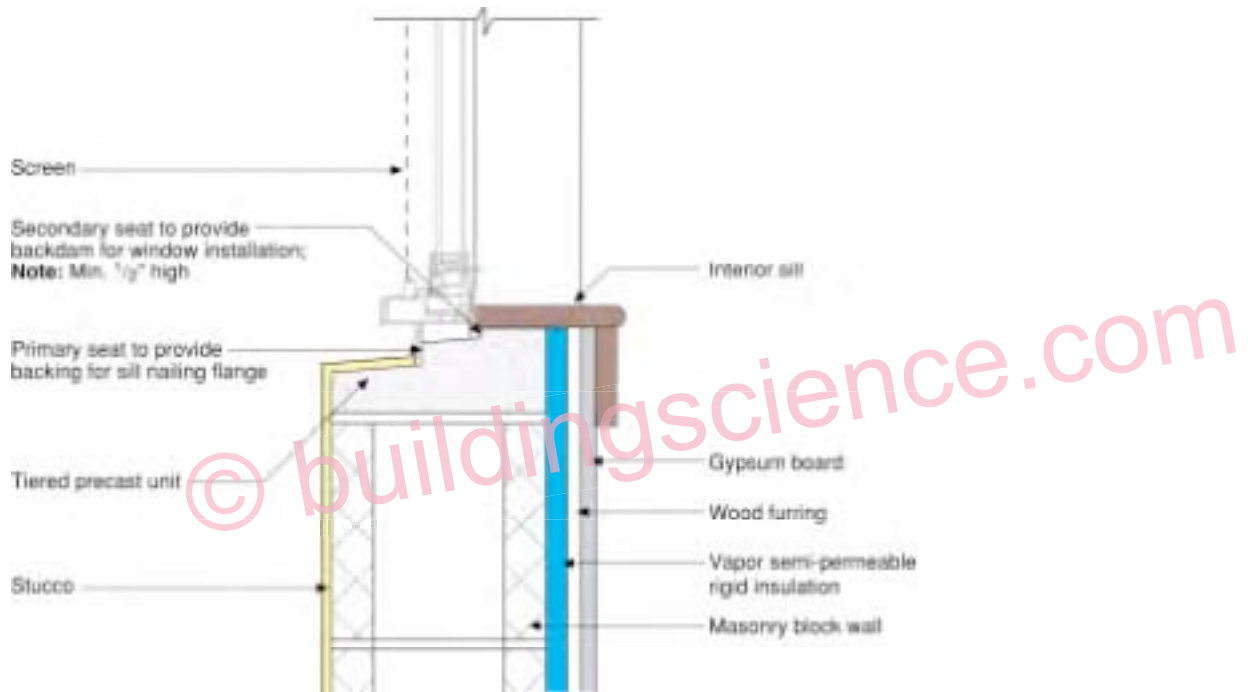 Screen
Secondary seat to provide
backdam for window installation;
Note: Min. 1/2" high
Primary seat to provide
backing for sill nailing flange
Tiered precast unit
Stucco
Interior sill
Gypsum board
Wood furring
Vapor semi-permeable
rigid insulation
Masonry block wall
© buildingscience.com